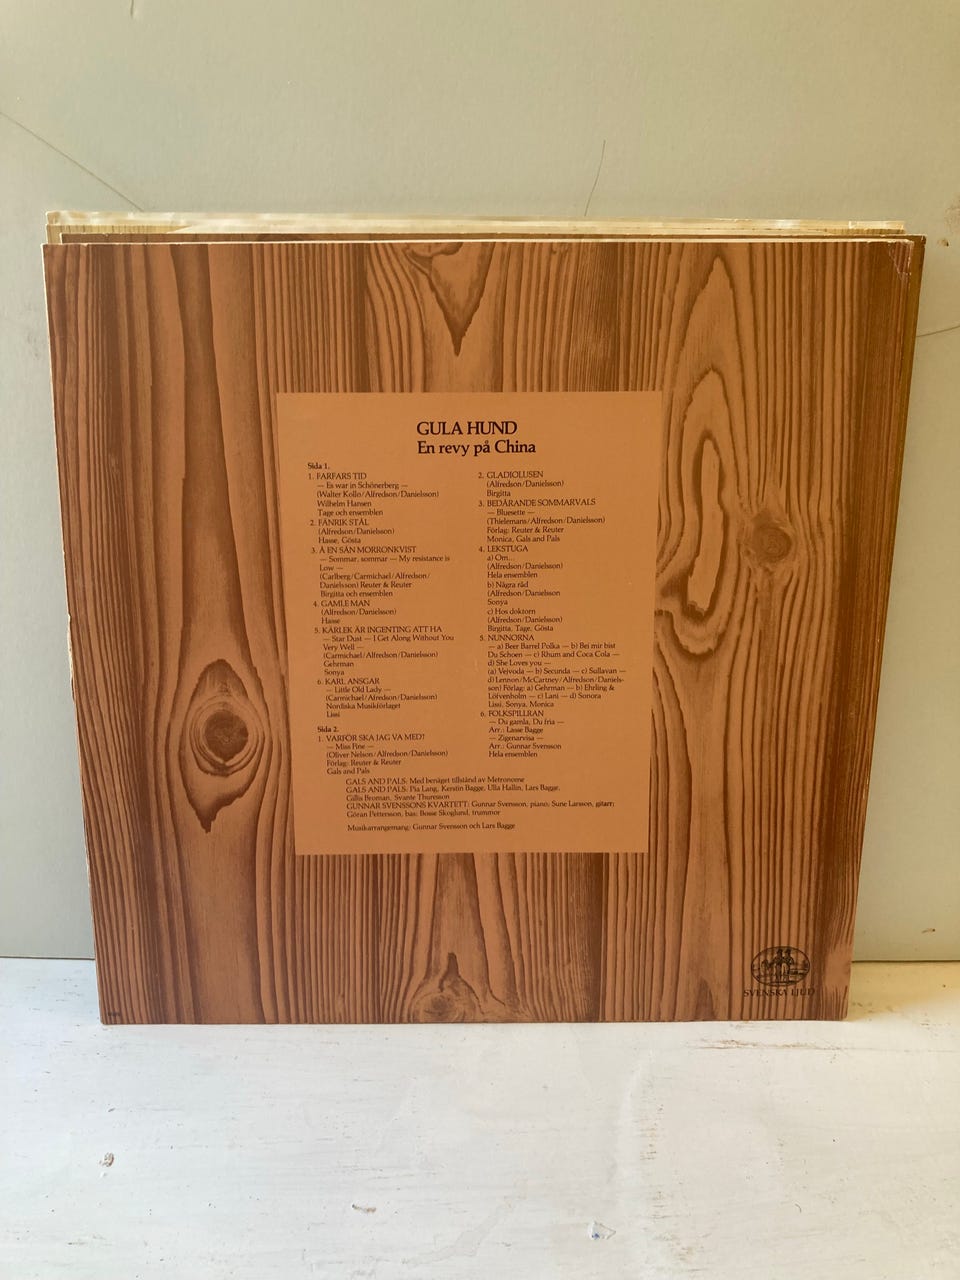 GULA HUND
En revy på China
Sida 1.
1. FARFARS TID
— Es war in Schönerberg —
(Walter Kollo/Alfredson/Danielsson)
Wilhelm Hansen
Tage och ensemblen
2. FÄNRIK STÅL
(Alfredson/Danielsson)
Hasse, Gösta
3. Å EN SÅN MORRONKVIST
— Sommar, sommar — My resistance is
Low —
(Carlberg/Carmichael/Alfredson/
Danielsson) Reuter & Reuter
Birgitta och ensemblen
4. GAMLE MAN
(Alfredson/Danielsson)
Hasse
5. KÄRLEK ÄR INGENTING ATT HA
— Star Dust — I Get Along Without You
Very Well —
(Carmichael/Alfredson/Danielsson)
Gehrman
Sonya
6. KARL ANSGAR
— Little Old Lady —
(Carmichael/Alfredson/Danielsson)
Nordiska Musikförlaget
Lissi
Sida 2.
1. VARFÖR SKA JAG VA MED?
— Miss Fine —
(Oliver Nelson/Alfredson/Danielsson)
Förlag: Reuter & Reuter
Gals and Pals
2. GLADIOLUSEN
(Alfredson/Danielsson)
Birgitta
3. BEDÅRANDE SOMMARVALS
— Bluesette —
(Thielemans/Alfredson/Danielsson)
Förlag: Reuter & Reuter
Monica, Gals and Pals
4. LEKSTUGA
a) Om...
(Alfredson/Danielsson)
Hela ensemblen
b) Några råd
(Alfredson/Danielsson
Sonya
c) Hos doktorn
(Alfredson/Danielsson)
Birgitta, Tage, Gösta
5. NUNNORNA
— a) Beer Barrel Polka — b) Bei mir bist
Du Schoen — c) Rhum and Coca Cola —
d) She Loves you —
(a) Vejvoda — b) Secunda — c) Sullavan —
d) Lennon/McCartney/Alfredson/Daniels-
son) Förlag: a) Gehrman — b) Ehrling &
Löfvenholm — c) Lani — d) Sonora
Lissi, Sonya, Monica
6. FOLKSPILLRAN
— Du gamla, Du fria —
Arr.: Lasse Bagge
— Zigenarvisa —
Arr.: Gunnar Svensson
Hela ensemblen
GALS AND PALS: Med benäget tillstånd av Metronome
GALS AND PALS: Pia Lang, Kerstin Bagge, Ulla Hallin, Lars Bagge,
Gillis Broman, Svante Thuresson
GUNNAR SVENSSONS KVARTETT: Gunnar Svensson, piano; Sune Larsson, gitarr;
Göran Pettersson, bas: Bosse Skoglund, trummor
Musikarrangemang: Gunnar Svensson och Lars Bagge
SVENSKA LJUD